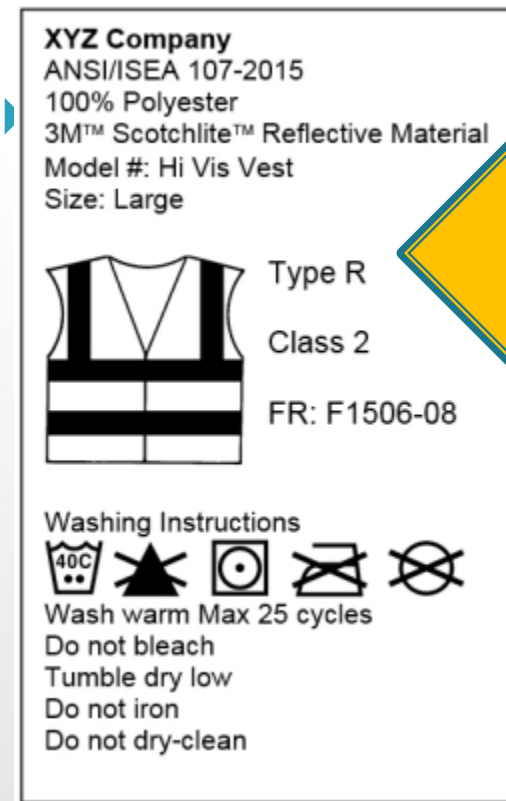 XYZ Company
ANSI/ISEA 107-2015
100% Polyester
3M™ Scotchlite™ Reflective Material
Model #: Hi Vis Vest
Size: Large
Type R
Class 2
FR: F1506-08
Washing Instructions
40C
Wash warm Max 25 cycles
Do not bleach
Tumble dry low
Do not iron
Do not dry-clean